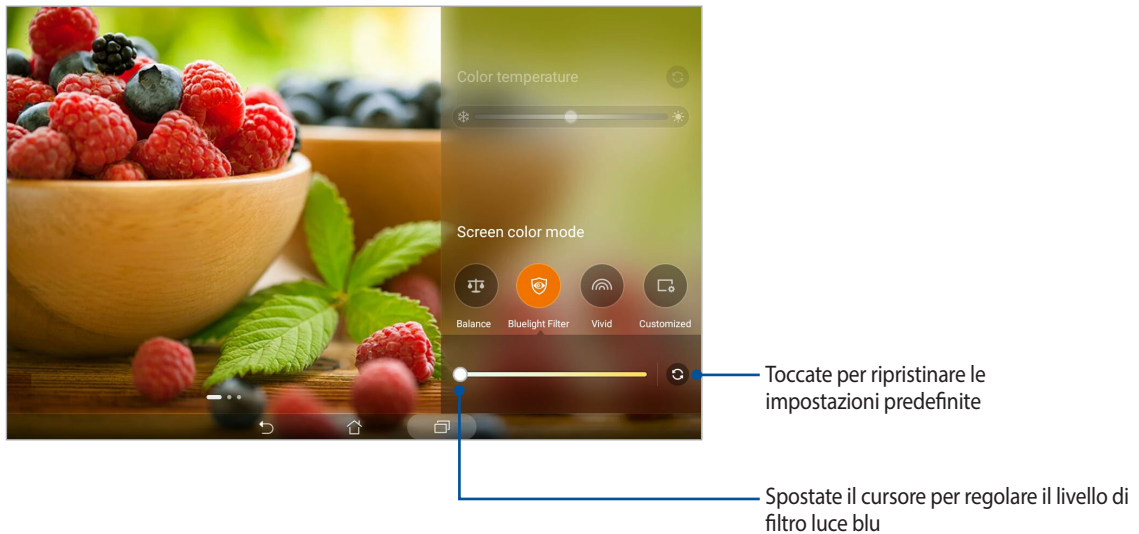 Color temperature
Screen color mode
Balance Bluelight Filter Vivid Customized
Toccate per ripristinare le
impostazioni predefinite
Spostate il cursore per regolare il livello di
filtro luce blu